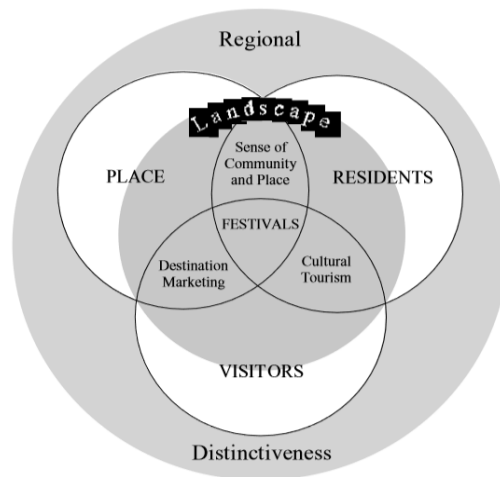 Regional
Landscape
Sense of
Community
and Place
PLACE
RESIDENTS
FESTIVALS
Destination
Marketing
Cultural
Tourism
VISITORS
Distinctiveness